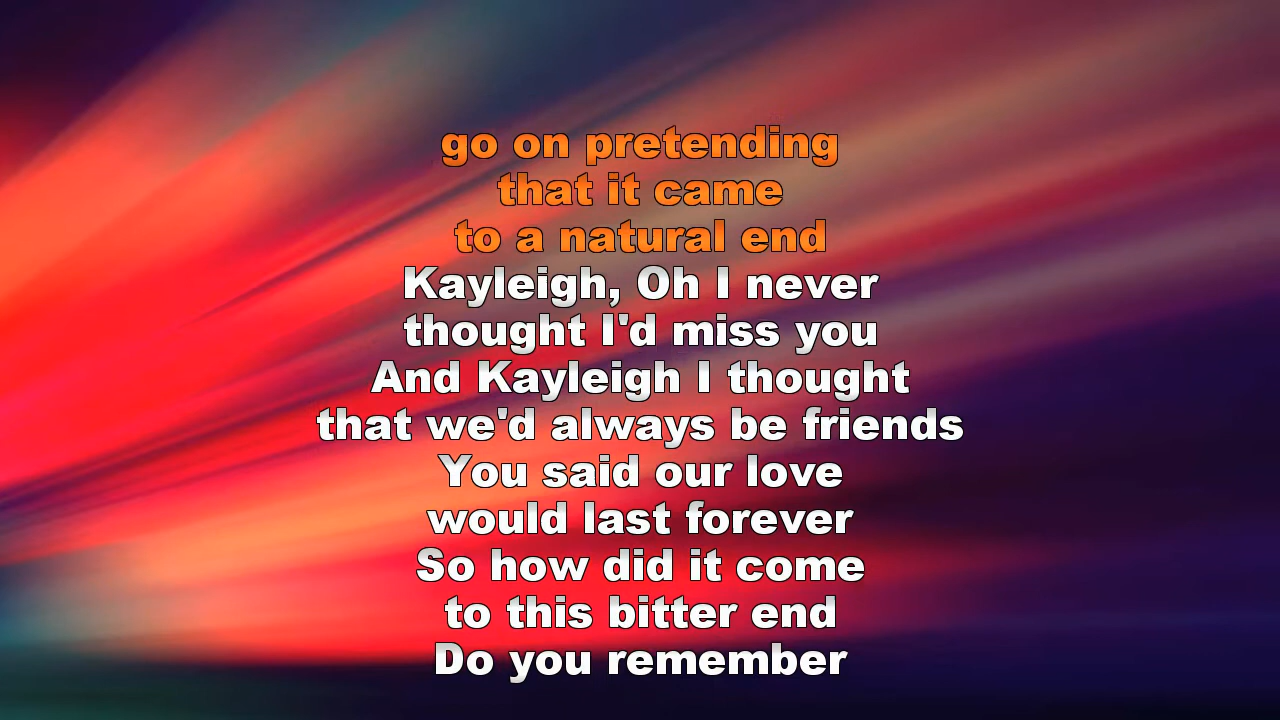 go on pretending
that it came
to a natural end
Kayleigh, Oh I never
thought I'd miss you
And Kayleigh I thought
that we'd always be friends
You said our love
would last forever
So how did it come
to this bitter end
Do you remember